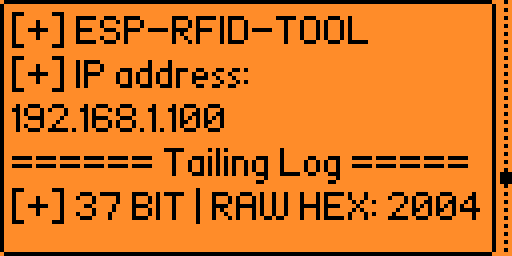 [+] ESP-RFID-TOOL
[+] IP address:
192.168.1.100
====== Tailing Log =====
[+] 37 BIT | RAW HEX: 2004